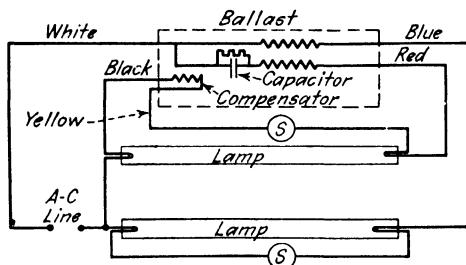 Ballast
White
Blue
Red
Black
Capacitor
Compensator
Yellow
S
Lamp
A-C
Line
Lamp
S